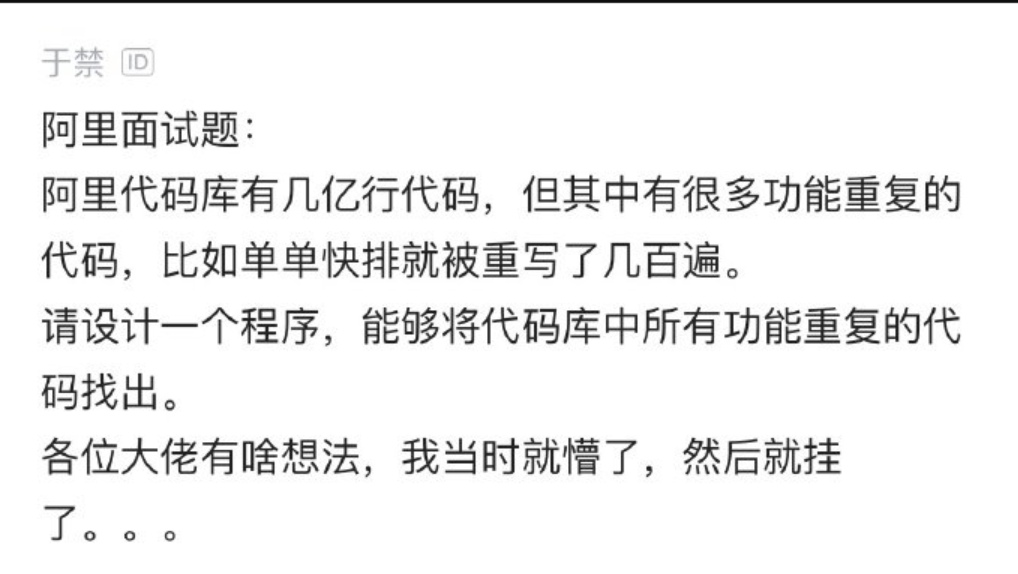 于禁 ID
阿里面试题：
阿里代码库有几亿行代码，但其中有很多功能重复的
代码，比如单单快排就被重写了几百遍。
请设计一个程序，能够将代码库中所有功能重复的代
码找出。
各位大佬有啥想法，我当时就懵了，然后就挂
了。。。